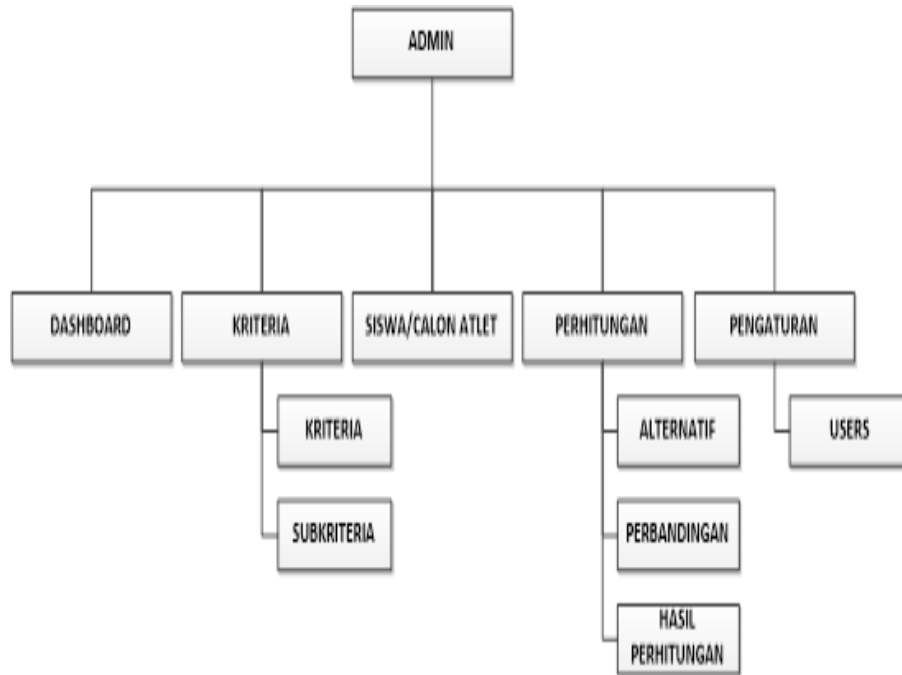 ADMIN
DASHBOARD
KRITERIA
SISWA/CALON ATLET
PERHITUNGAN
PENGATURAN
KRITERIA
ALTERNATIF
USERS
SUBKRITERIA
PERBANDINGAN
HASIL
PERHITUNGAN